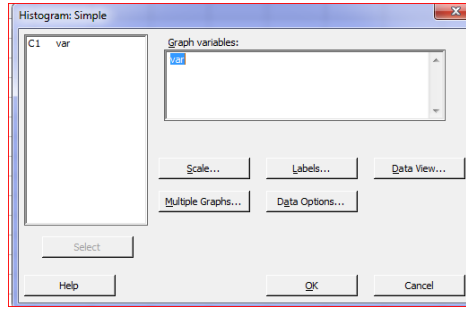 Histogram: Simple
C1 var
Graph variables:
var
Scale... Labels... Data View...
Multiple Graphs... Data Options...
Select
Help OK Cancel